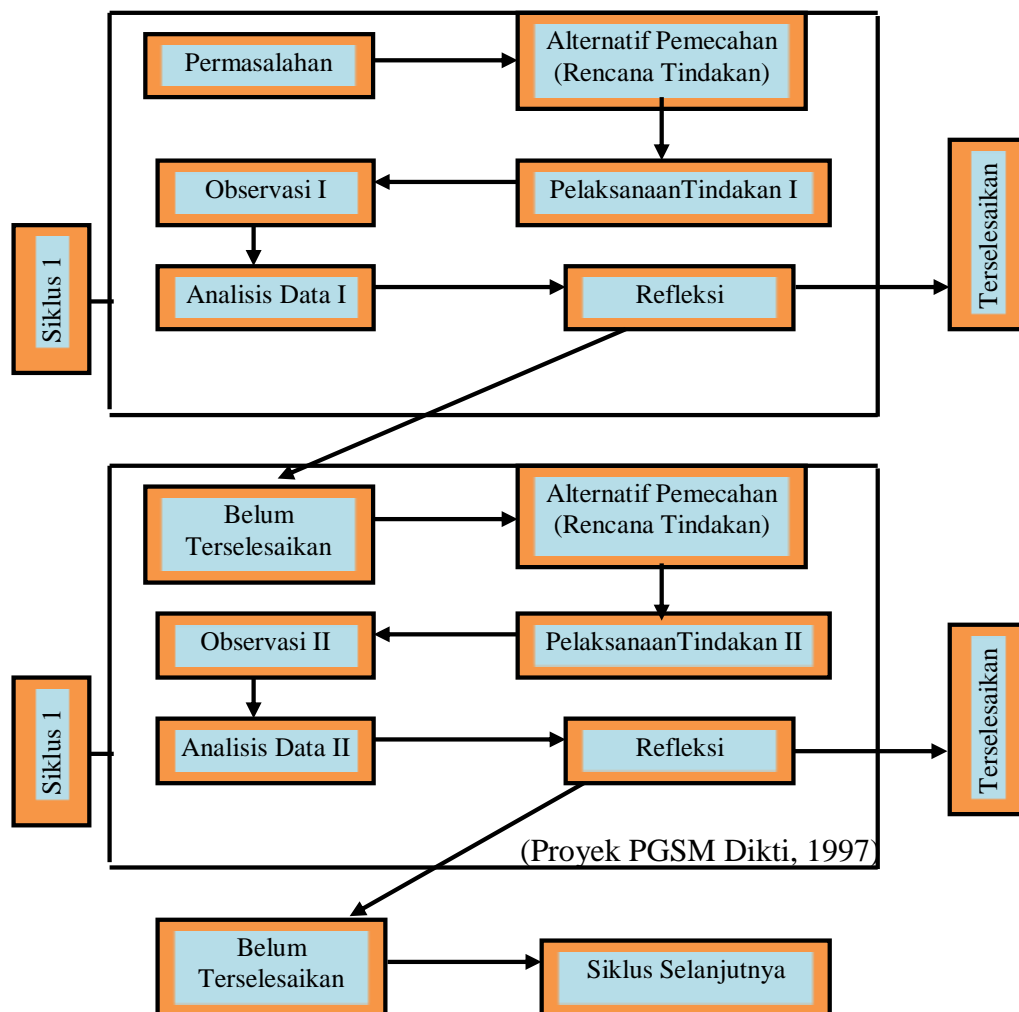 Permasalahan
Alternatif Pemecahan
(Rencana Tindakan)
Observasi I
PelaksanaanTindakan I
Siklus 1
Analisis Data I
Refleksi
Terselesaikan
Belum
Terselesaikan
Alternatif Pemecahan
(Rencana Tindakan)
Observasi II
PelaksanaanTindakan II
Siklus 1
Analisis Data II
Refleksi
Terselesaikan
(Proyek PGSM Dikti, 1997)
Belum
Terselesaikan
Siklus Selanjutnya